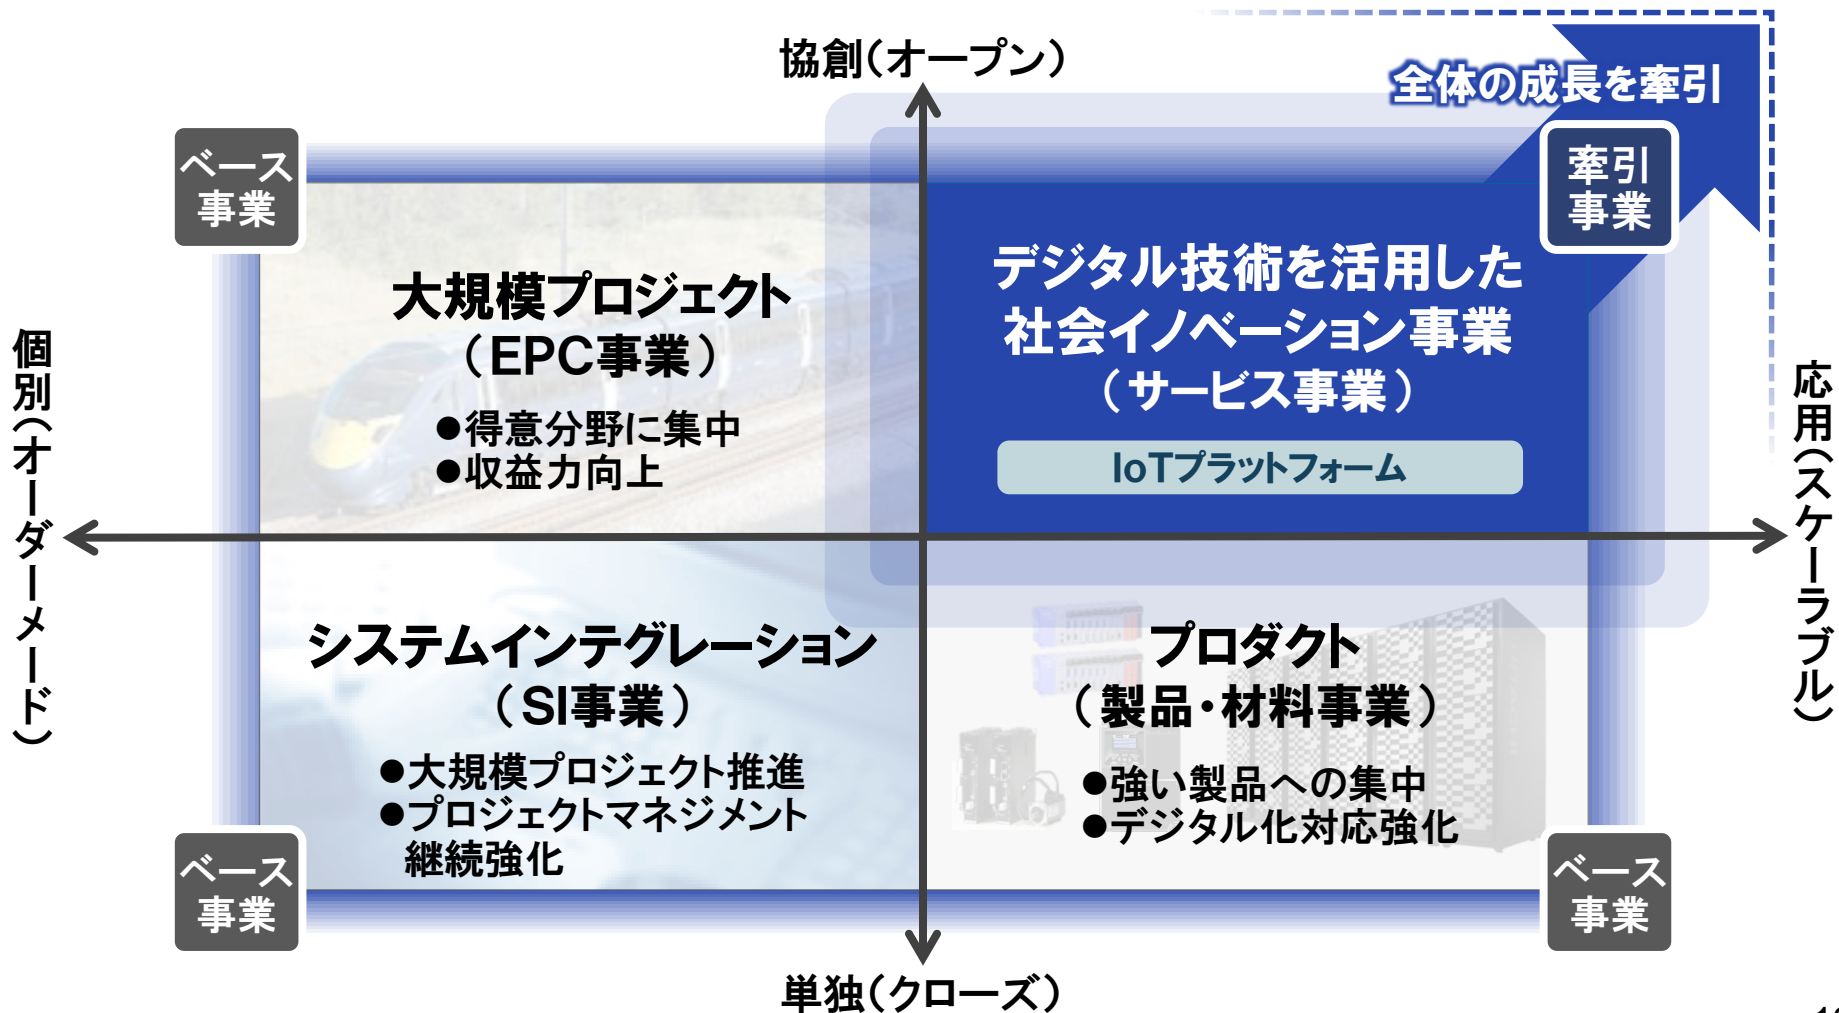 協創(オープン)
全体の成長を牽引
ベース
事業
牽引
事業
大規模プロジェクト
(EPC事業)
●得意分野に集中
●収益力向上
デジタル技術を活用した
社会イノベーション事業
(サービス事業)
IoTプラットフォーム
個別(オーダーメード)
応用(スケーラブル)
システムインテグレーション
(SI事業)
●大規模プロジェクト推進
●プロジェクトマネジメント
継続強化
プロダクト
(製品・材料事業)
●強い製品への集中
●デジタル化対応強化
ベース
事業
ベース
事業
単独(クローズ)